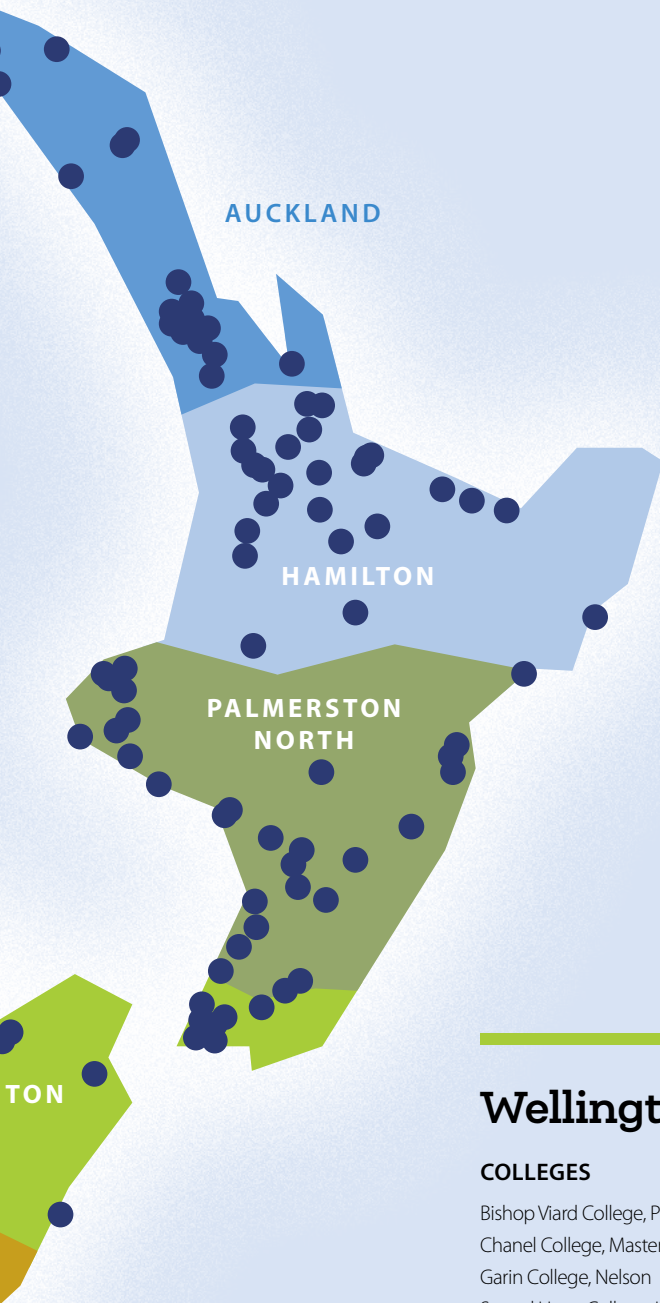 AUCKLAND
HAMILTON
PALMERSTON
NORTH
TON
Wellingt
COLLEGES
Bishop Viard College, P
Chanel College, Master
Garin College, Nelson